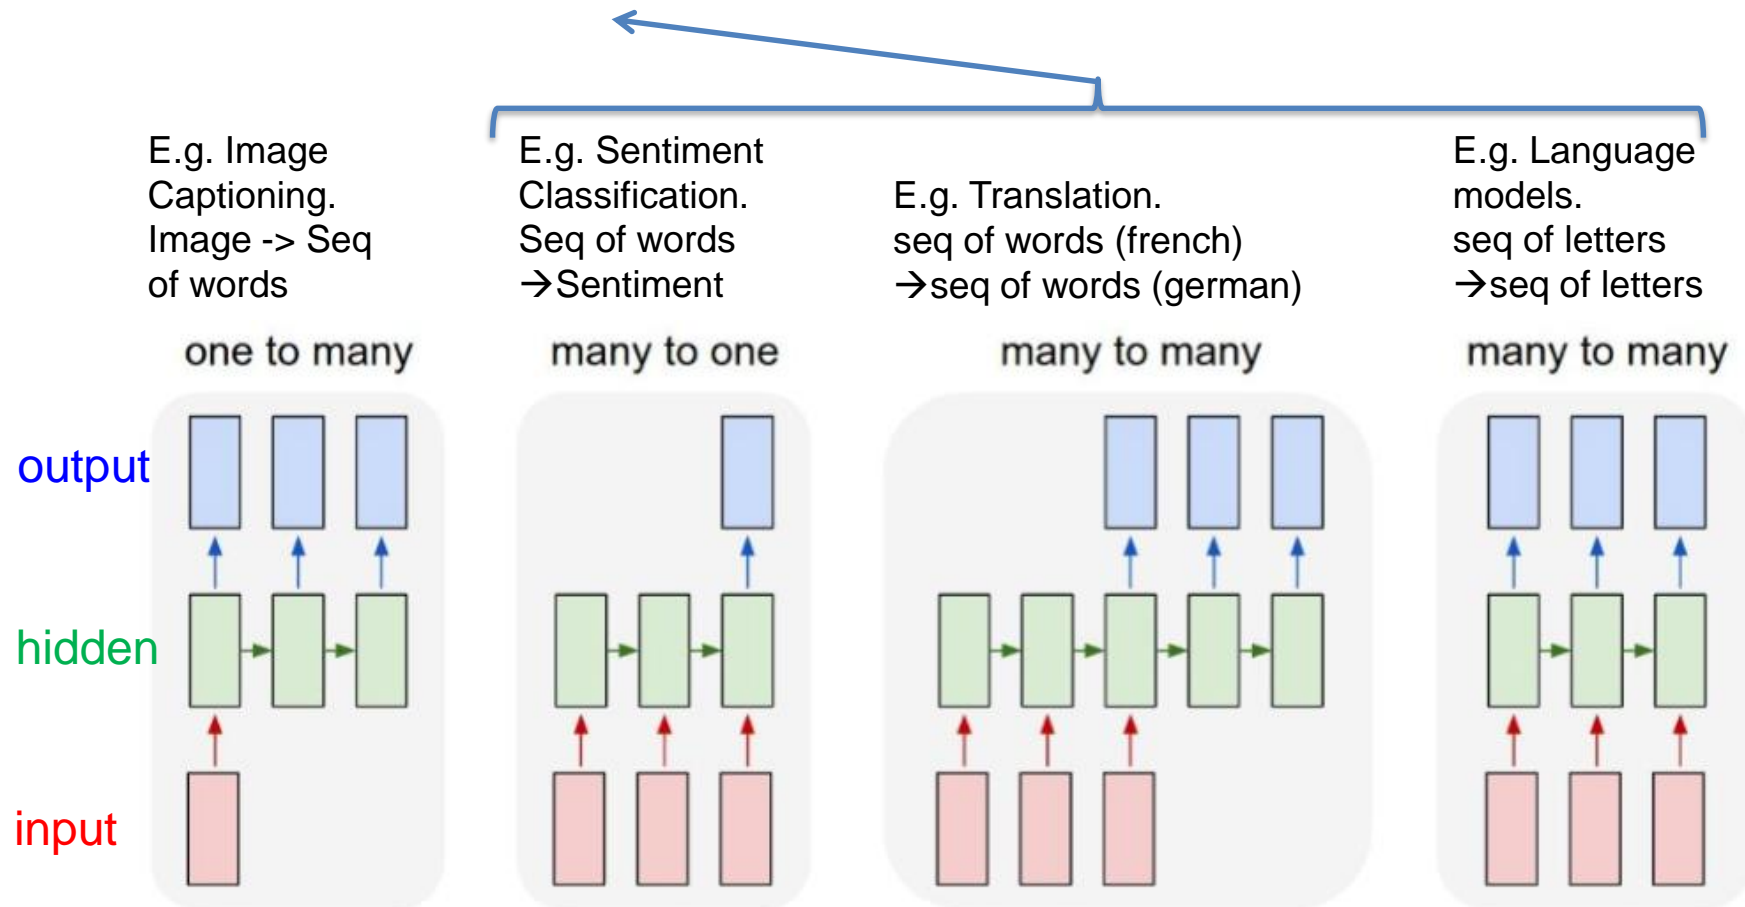 E.g. Image
Captioning.
Image -> Seq
of words
E.g. Sentiment
Classification.
Seq of words
→Sentiment
E.g. Translation.
seq of words (french)
→seq of words (german)
E.g. Language
models.
seq of letters
→seq of letters
one to many
many to one
many to many
many to many
output
hidden
input